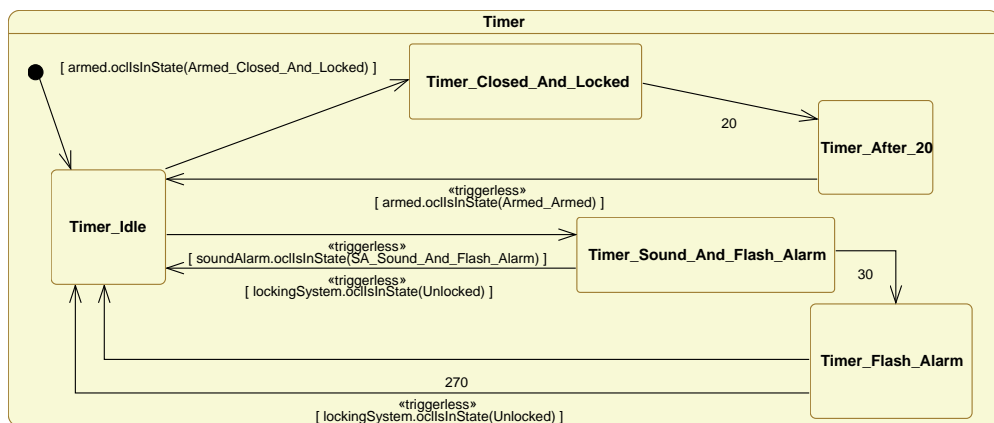 Timer
[ armed.oclIsInState(Armed_Closed_And_Locked) ]
Timer_Closed_And_Locked
20
Timer_After_20
«triggerless»
[ armed.oclIsInState(Armed_Armed) ]
Timer_Idle
«triggerless»
[ soundAlarm.oclIsInState(SA_Sound_And_Flash_Alarm) ]
Timer_Sound_And_Flash_Alarm
30
«triggerless»
[ lockingSystem.oclIsInState(Unlocked) ]
Timer_Flash_Alarm
270
«triggerless»
[ lockingSystem.oclIsInState(Unlocked) ]